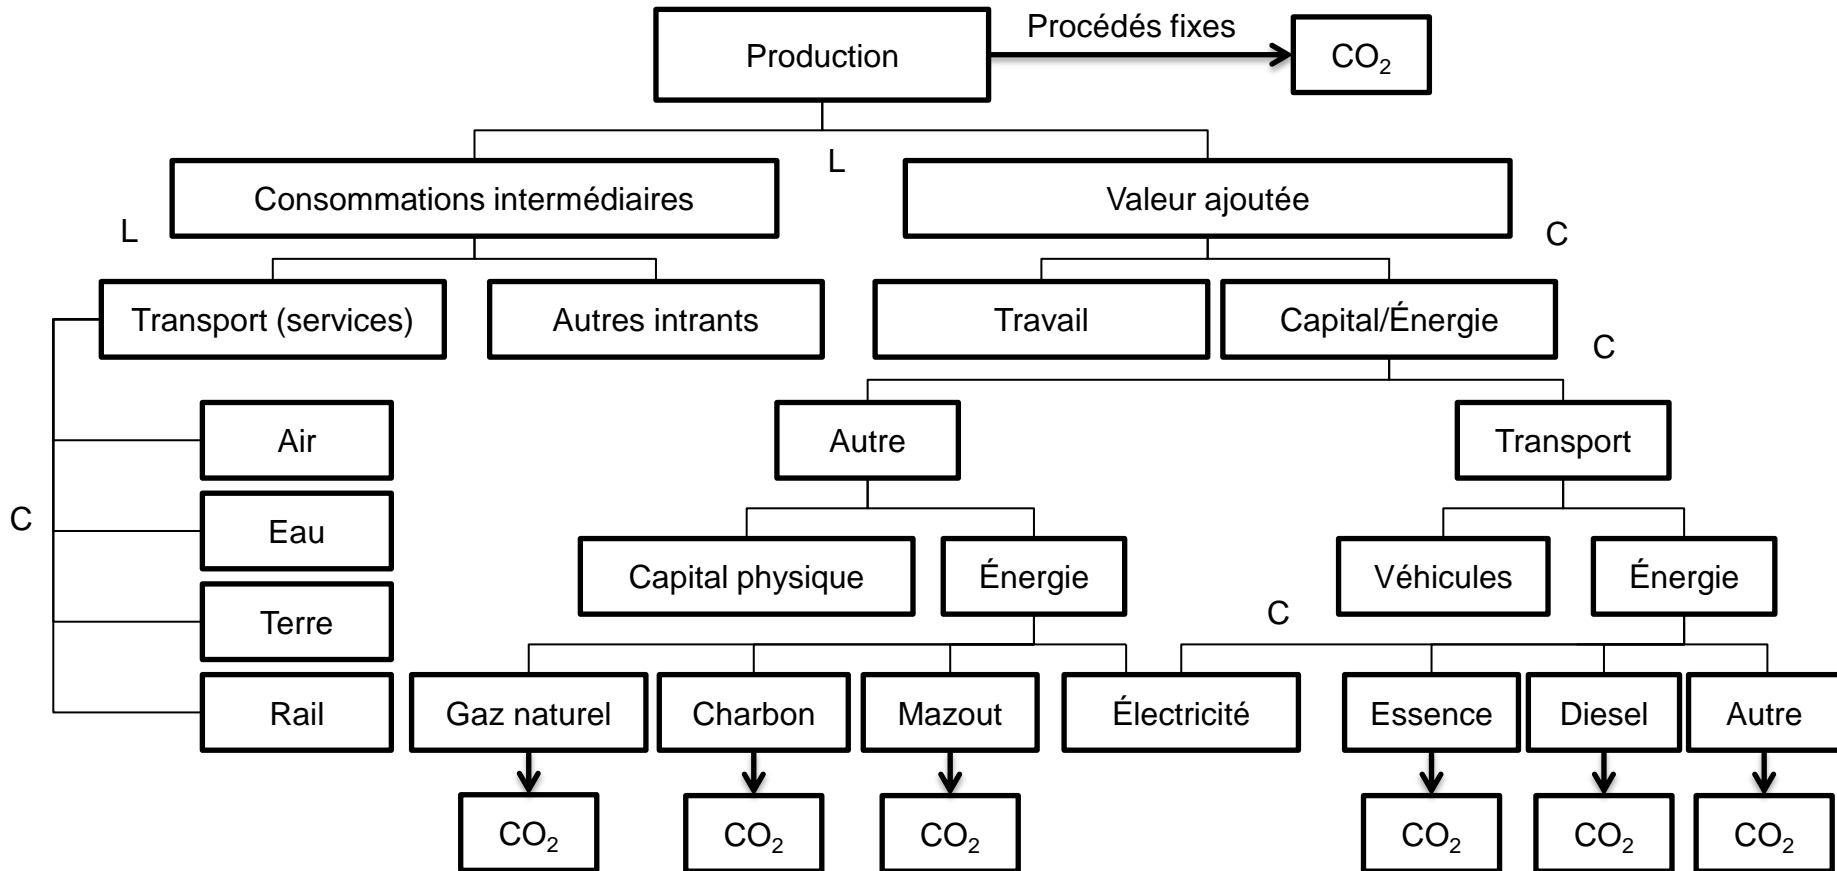 Production
Procédés fixes
CO₂
L
Consommations intermédiaires
Valeur ajoutée
L
C
Transport (services)
Autres intrants
Travail
Capital/Énergie
C
Air
Autre
Transport
C
Eau
Capital physique
Énergie
Véhicules
Énergie
Terre
C
Rail
Gaz naturel
Charbon
Mazout
Électricité
Essence
Diesel
Autre
CO₂
CO₂
CO₂
CO₂
CO₂
CO₂